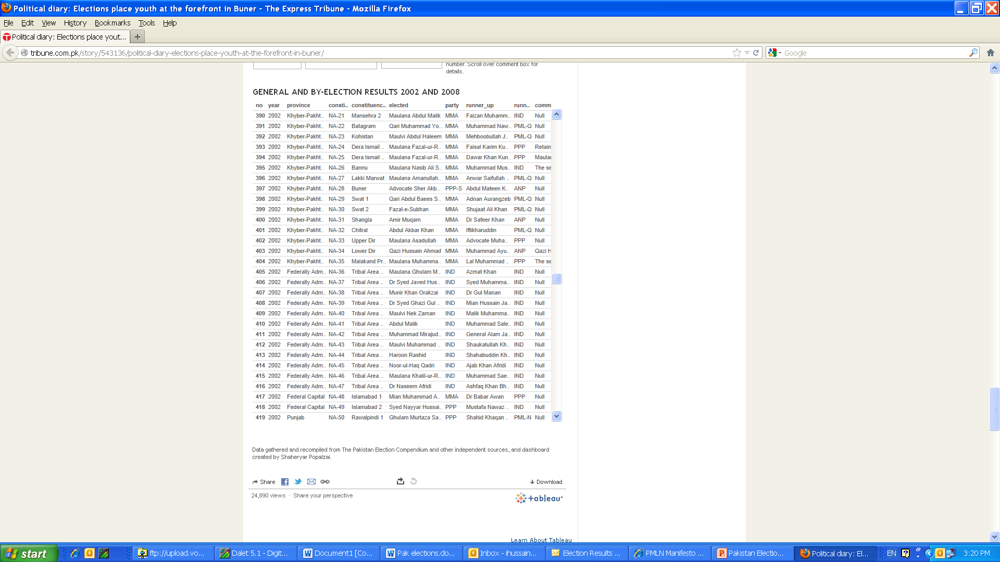 Political diary: Elections place youth at the forefront in Buner - The Express Tribune - Mozilla Firefox
File Edit View History Bookmarks Tools Help
Political diary: Elections place yout...
tribune.com.pk/story/543136/political-diary-elections-place-youth-at-the-forefront-in-buner/ Google
number. Scroll over comment box for
details.
GENERAL AND BY-ELECTION RESULTS 2002 AND 2008
no year province consti.. constituenc.. elected party runner_up runn.. comm
390 2002 Khyber-Pakht.. NA-21 Mansehra 2 Maulana Abdul Malik MMA Faizan Muhamm.. IND Null
391 2002 Khyber-Pakht.. NA-22 Batagram Qari Muhammad Yo.. MMA Muhammad Naw.. PML-Q Null
392 2002 Khyber-Pakht.. NA-23 Kohistan Maulvi Abdul Haleem MMA Mehboobullah J.. PML-Q Null
393 2002 Khyber-Pakht.. NA-24 Dera Ismail .. Maulana Fazal-ur-R.. MMA Faisal Karim Ku.. PPP Retain
394 2002 Khyber-Pakht.. NA-25 Dera Ismail .. Maulana Fazal-ur-R.. MMA Dawar Khan Kun.. PPP Maular
395 2002 Khyber-Pakht.. NA-26 Bannu Maulana Nasib Ali S.. MMA Muhammad Mus.. IND The se
396 2002 Khyber-Pakht.. NA-27 Lakki Marwat Maulana Amanullah.. MMA Anwar Saifullah .. PML-Q Null
397 2002 Khyber-Pakht.. NA-28 Buner Advocate Sher Akb.. PPP-S Abdul Mateen K.. ANP Null
398 2002 Khyber-Pakht.. NA-29 Swat 1 Qari Abdul Baees S.. MMA Adnan Aurangzeb PML-Q Null
399 2002 Khyber-Pakht.. NA-30 Swat 2 Fazal-e-Subhan MMA Shujaat Ali Khan PML-Q Null
400 2002 Khyber-Pakht.. NA-31 Shangla Amir Muqam MMA Dr Safeer Khan ANP Null
401 2002 Khyber-Pakht.. NA-32 Chitral Abdul Akbar Khan MMA Iftikharuddin PML-Q Null
402 2002 Khyber-Pakht.. NA-33 Upper Dir Maulana Asadullah MMA Advocate Muha.. PPP Null
403 2002 Khyber-Pakht.. NA-34 Lower Dir Qazi Hussain Ahmad MMA Muhammad Ayu.. ANP Qazi H
404 2002 Khyber-Pakht.. NA-35 Malakand Pr.. Maulana Muhamma.. MMA Lal Muhammad .. PPP The se
405 2002 Federally Adm.. NA-36 Tribal Area .. Maulana Ghulam M.. IND Azmat Khan IND Null
406 2002 Federally Adm.. NA-37 Tribal Area .. Dr Syed Javed Hus.. IND Syed Muhamma.. IND Null
407 2002 Federally Adm.. NA-38 Tribal Area .. Munir Khan Orakzai IND Dr Gul Manan IND Null
408 2002 Federally Adm.. NA-39 Tribal Area .. Dr Syed Ghazi Gul .. IND Mian Hussain Ja.. IND Null
409 2002 Federally Adm.. NA-40 Tribal Area .. Maulvi Nek Zaman IND Malik Muhamma.. IND Null
410 2002 Federally Adm.. NA-41 Tribal Area .. Abdul Malik IND Muhammad Sale.. IND Null
411 2002 Federally Adm.. NA-42 Tribal Area .. Muhammad Mirajud.. IND General Alam Ja.. IND Null
412 2002 Federally Adm.. NA-43 Tribal Area .. Maulvi Muhammad .. IND Shaukatullah Kh.. IND Null
413 2002 Federally Adm.. NA-44 Tribal Area .. Haroon Rashid IND Shahabuddin Kh.. IND Null
414 2002 Federally Adm.. NA-45 Tribal Area .. Noor-ul-Haq Qadri IND Ajab Khan Afridi IND Null
415 2002 Federally Adm.. NA-46 Tribal Area .. Maulana Khalil-ur-R.. IND Muhammad Sae.. IND Null
416 2002 Federally Adm.. NA-47 Tribal Area .. Dr Naseem Afridi IND Ashfaq Khan Bh.. IND Null
417 2002 Federal Capital NA-48 Islamabad 1 Mian Muhammad A.. MMA Dr Babar Awan PPP Null
418 2002 Federal Capital NA-49 Islamabad 2 Syed Nayyar Hussai.. PPP Mustafa Nawaz .. IND Null
419 2002 Punjab NA-50 Rawalpindi 1 Ghulam Murtaza Sa.. PPP Shahid Khaqan .. PML-N Null
Data gathered and recompiled from The Pakistan Election Compendium and other independent sources, and dashboard
created by Shaheryar Popalzai.
Share Download
24,890 views · Share your perspective +ableau
Learn About Tableau
start ftp://upload.vo... Dalet 5.1 - Digit... Document1 [Co... Pak elections.do... Inbox - ihussain... Election Results ... PMLN Manifesto ... Pakistan Electio... Political diary: El... EN 3:20 PM